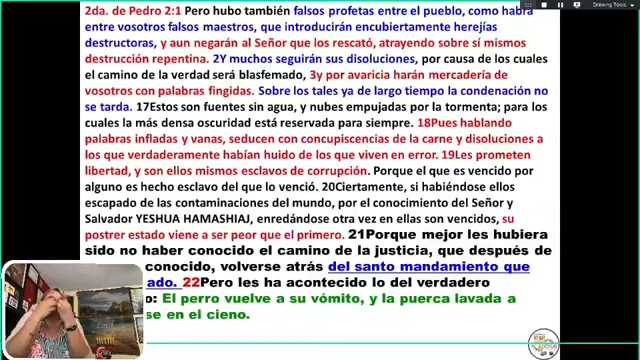 2da. de Pedro 2:1 Pero hubo también falsos profetas entre el pueblo, como habrá
entre vosotros falsos maestros, que introducirán encubiertamente herejías
destructoras, y aun negarán al Señor que los rescató, atrayendo sobre sí mismos
destrucción repentina. 2Y muchos seguirán sus disoluciones, por causa de los cuales
el camino de la verdad será blasfemado, 3y por avaricia harán mercadería de
vosotros con palabras fingidas. Sobre los tales ya de largo tiempo la condenación no
se tarda. 17Estos son fuentes sin agua, y nubes empujadas por la tormenta; para los
cuales la más densa oscuridad está reservada para siempre. 18Pues hablando
palabras infladas y vanas, seducen con concupiscencias de la carne y disoluciones a
los que verdaderamente habían huido de los que viven en error. 19Les prometen
libertad, y son ellos mismos esclavos de corrupción. Porque el que es vencido por
alguno es hecho esclavo del que lo venció. 20Ciertamente, si habiéndose ellos
escapado de las contaminaciones del mundo, por el conocimiento del Señor y
Salvador YESHUA HAMASHIAJ, enredándose otra vez en ellas son vencidos, su
postrer estado viene a ser peor que el primero. 21Porque mejor les hubiera
sido no haber conocido el camino de la justicia, que después de
conocido, volverse atrás del santo mandamiento que
ado. 22Pero les ha acontecido lo del verdadero
o: El perro vuelve a su vómito, y la puerca lavada a
se en el cieno.